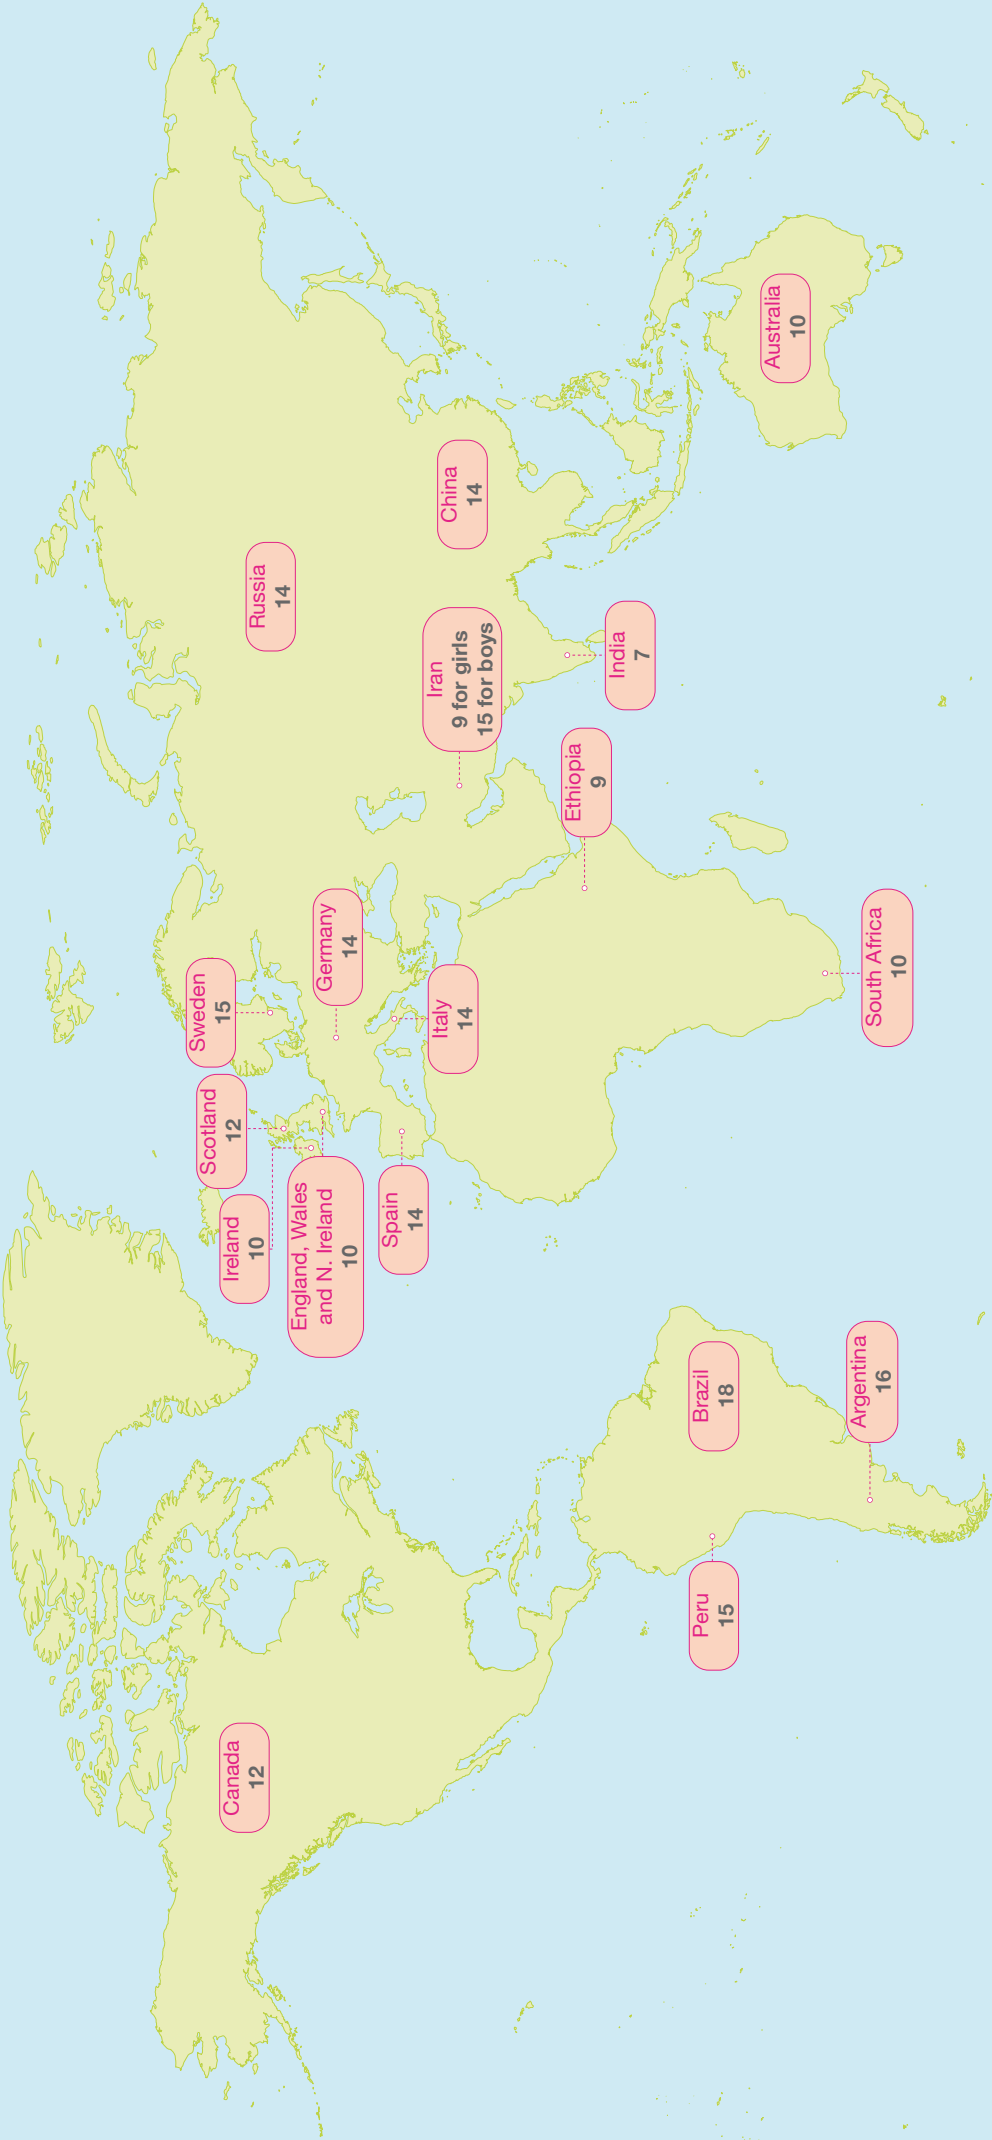 Canada
12
Ireland
10
Scotland
12
Sweden
15
England, Wales
and N. Ireland
10
Germany
14
Spain
14
Italy
14
Russia
14
China
14
Iran
9 for girls
15 for boys
India
7
Ethiopia
9
South Africa
10
Australia
10
Peru
15
Brazil
18
Argentina
16